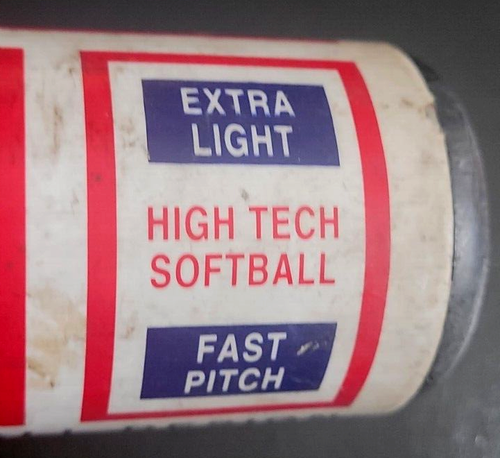 EXTRA
LIGHT
HIGH TECH
SOFTBALL
FAST
PITCH